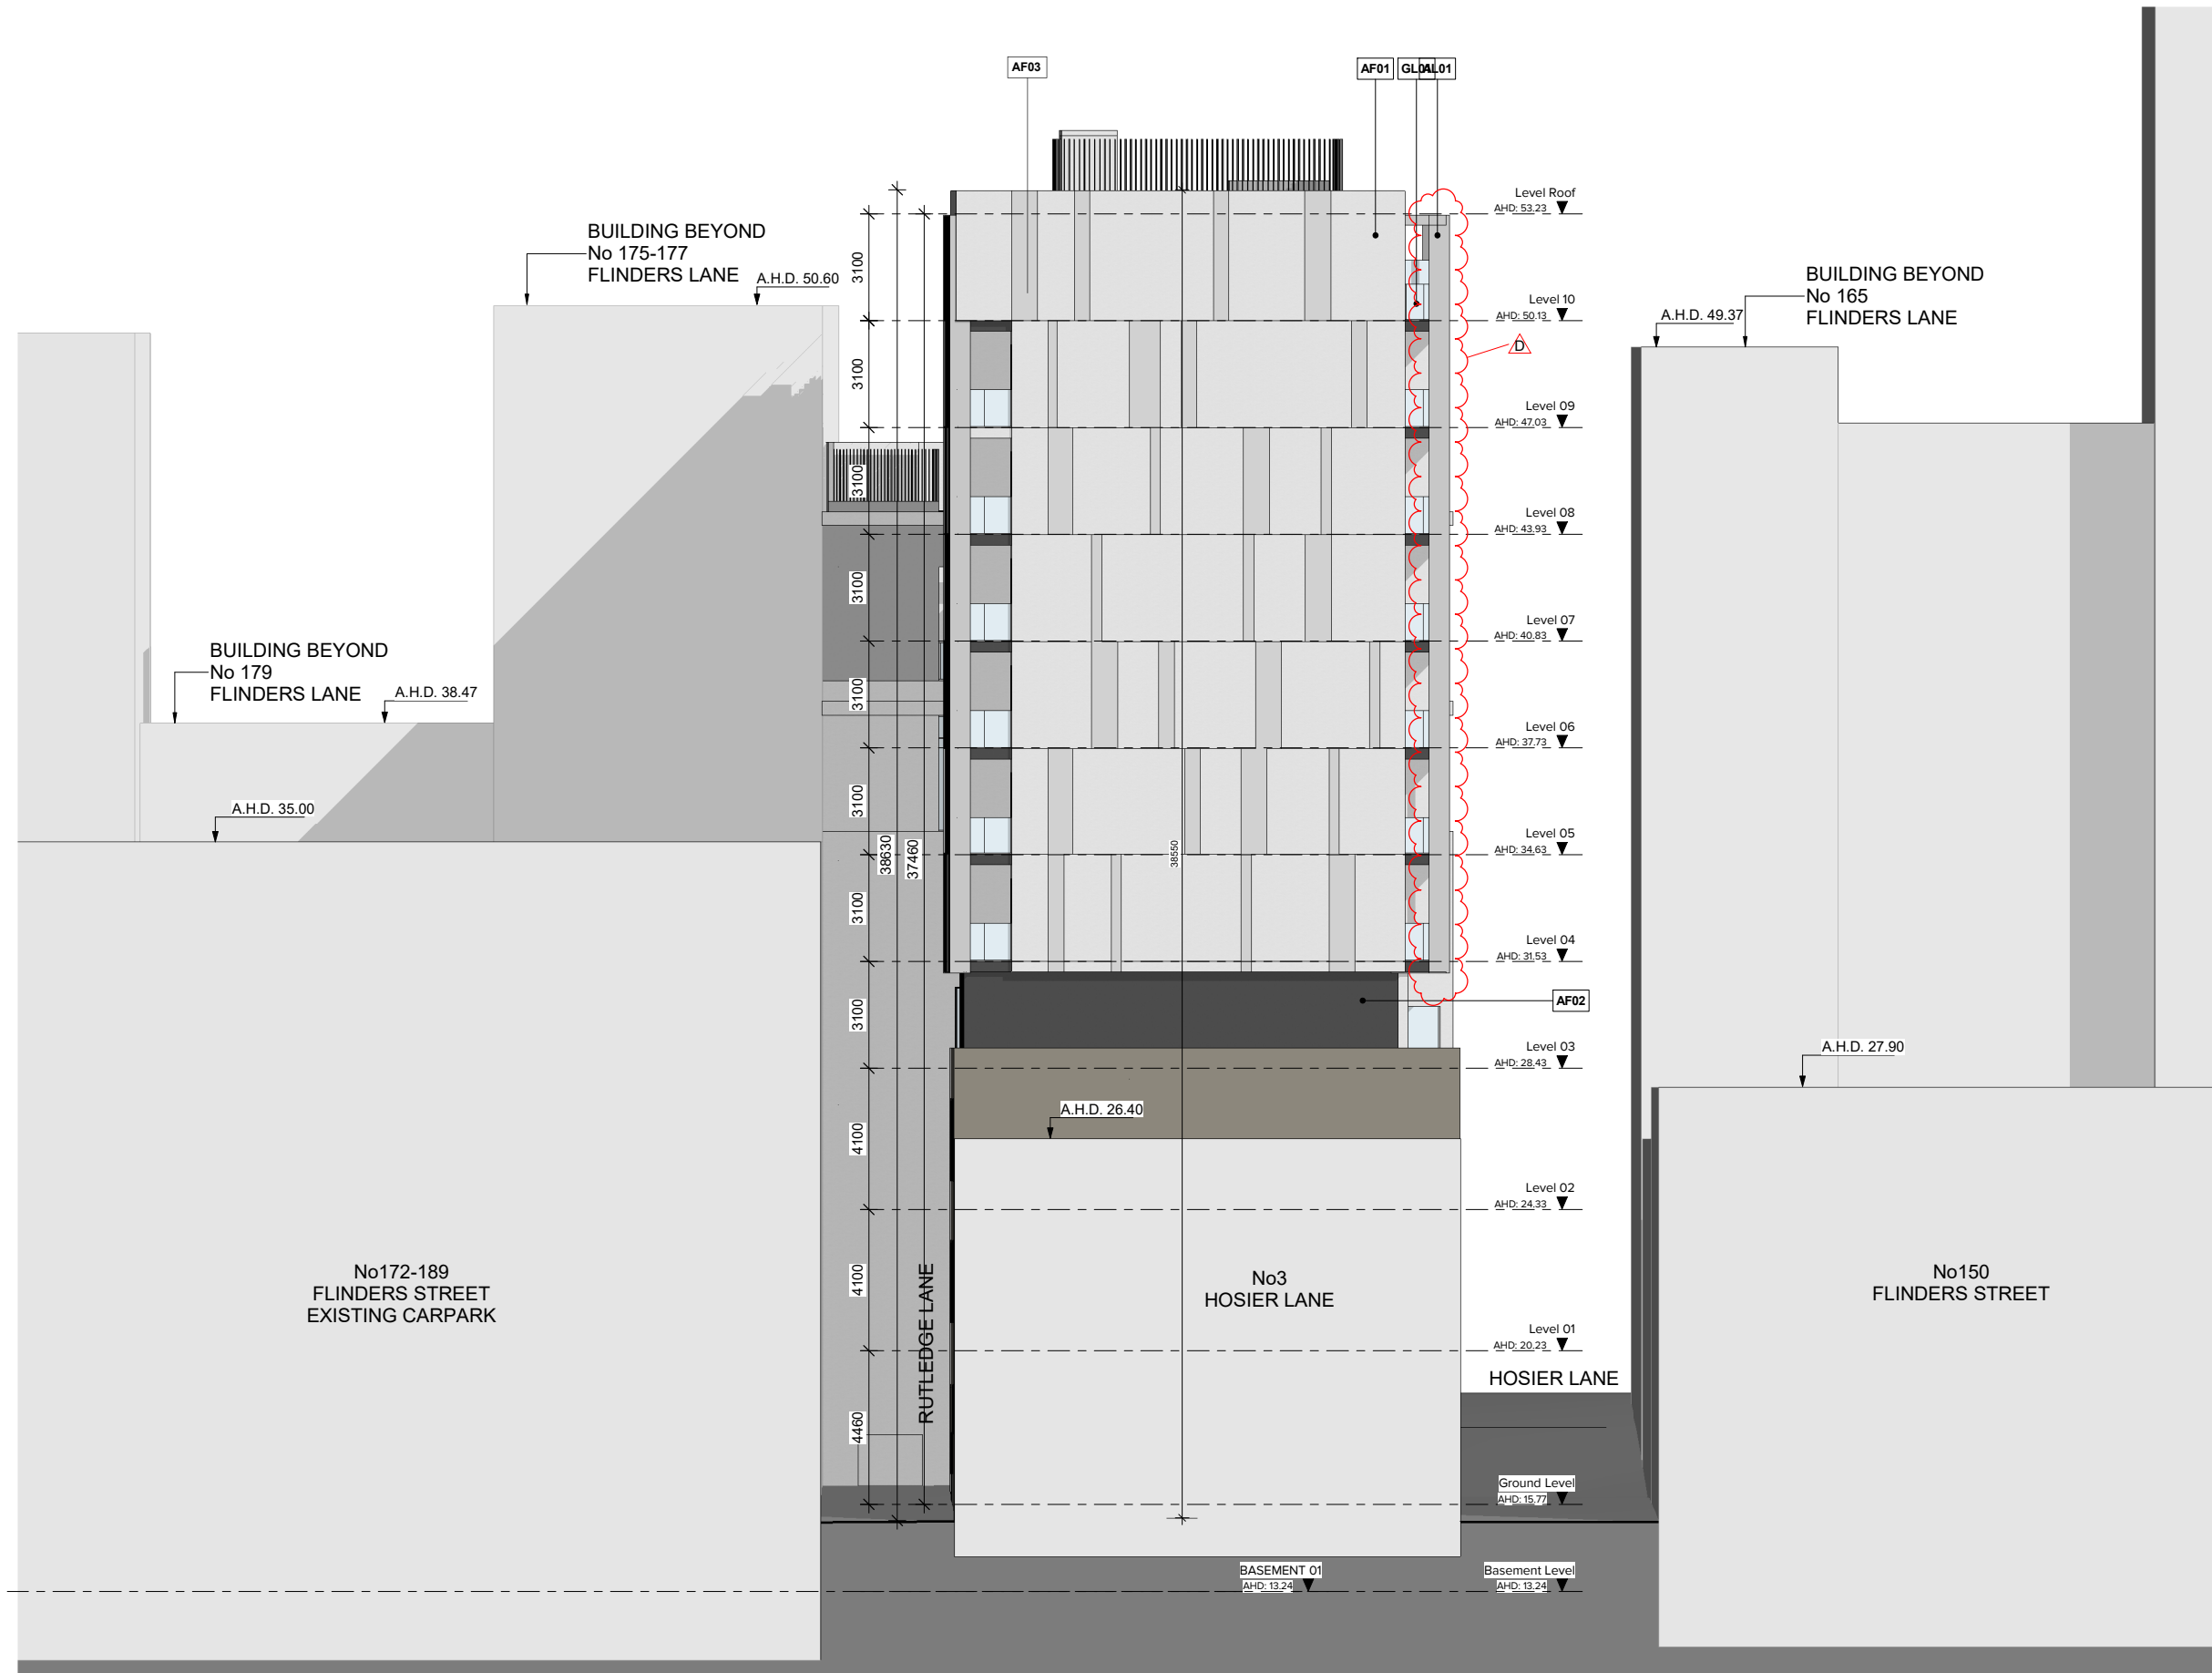 AF03
AF01
GL01
AL01
Level Roof
AHD: 53.23
BUILDING BEYOND
No 175-177
FLINDERS LANE
A.H.D. 50.60
3100
BUILDING BEYOND
No 165
FLINDERS LANE
A.H.D. 49.37
Level 10
AHD: 50.13
D
3100
Level 09
AHD: 47.03
3100
Level 08
AHD: 43.93
3100
Level 07
AHD: 40.83
BUILDING BEYOND
No 179
FLINDERS LANE
A.H.D. 38.47
3100
Level 06
AHD: 37.73
A.H.D. 35.00
3100
38630
37460
38550
Level 05
AHD: 34.63
3100
Level 04
AHD: 31.53
AF02
3100
Level 03
AHD: 28.43
A.H.D. 27.90
A.H.D. 26.40
4100
Level 02
AHD: 24.33
No172-189
FLINDERS STREET
EXISTING CARPARK
4100
RUTLEDGE LANE
No3
HOSIER LANE
No150
FLINDERS STREET
Level 01
AHD: 20.23
HOSIER LANE
4460
Ground Level
AHD: 15.77
BASEMENT 01
AHD: 13.24
Basement Level
AHD: 13.24